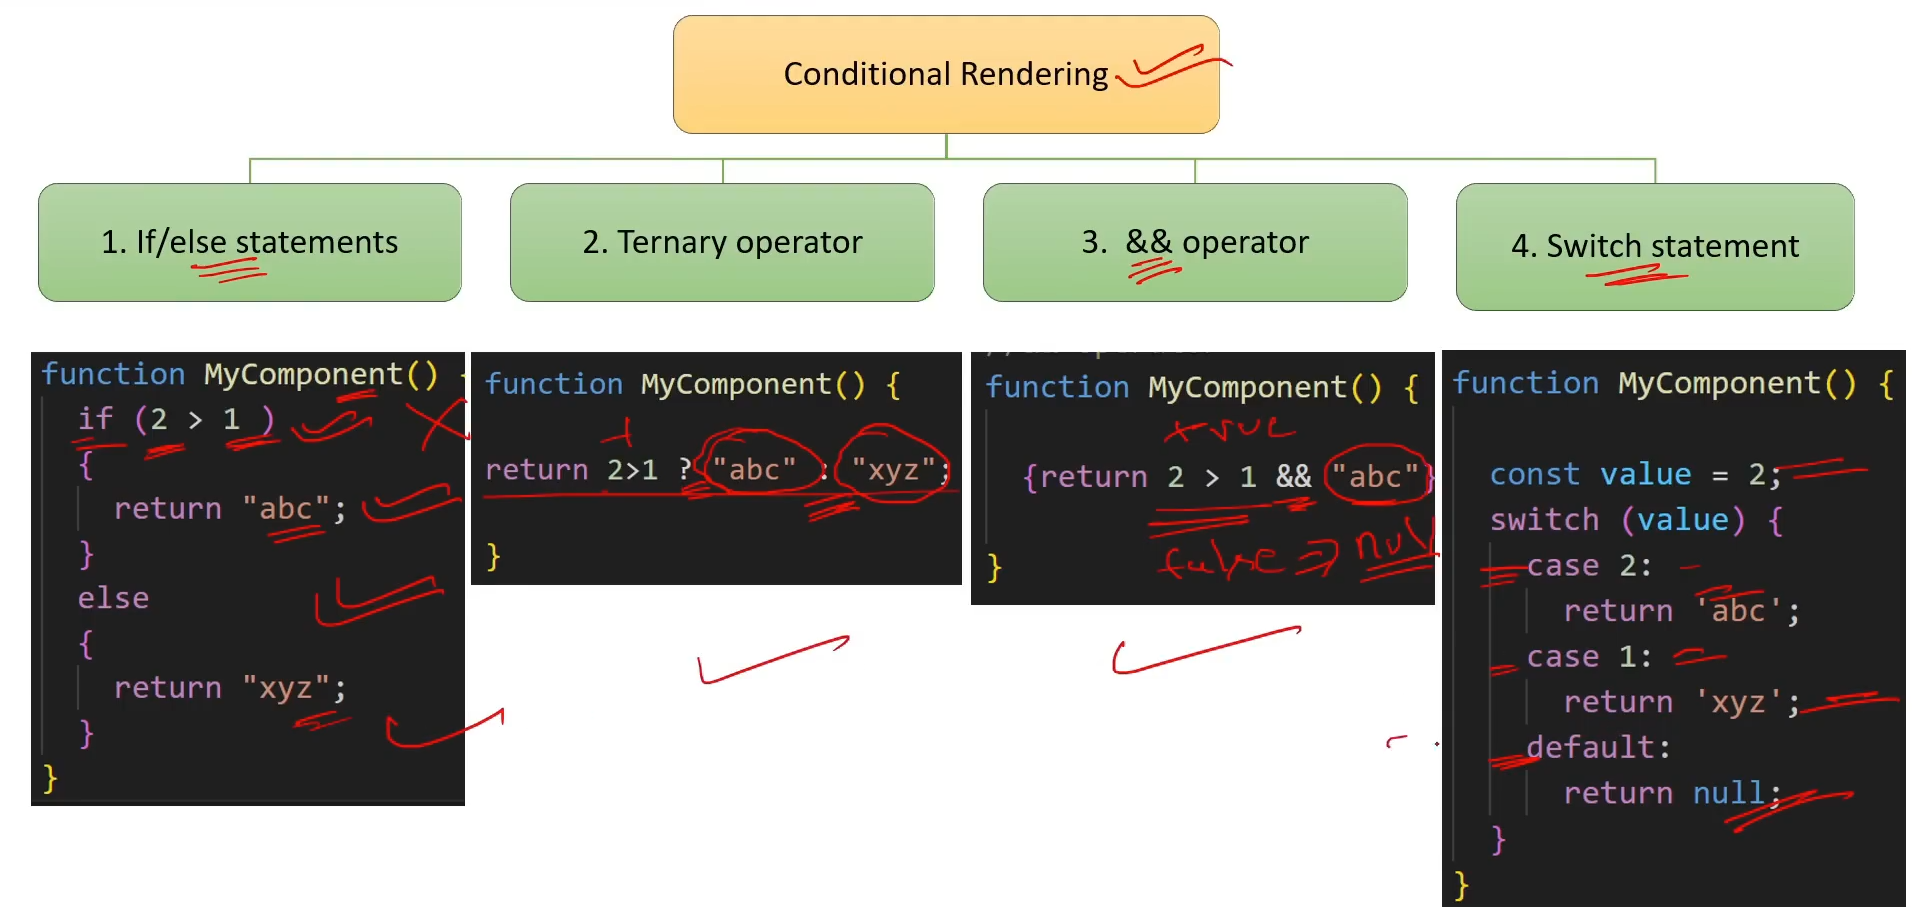 Conditional Rendering
1. If/else statements
2. Ternary operator
3. && operator
4. Switch statement
function MyComponent() {
if (2 > 1 )
{
return "abc";
}
else
{
return "xyz";
}
}
function MyComponent() {
return 2>1 ? "abc" : "xyz";
}
function MyComponent() {
true
{return 2 > 1 && "abc"}
false => null
}
function MyComponent() {
const value = 2;
switch (value) {
case 2:
return 'abc';
case 1:
return 'xyz';
default:
return null;
}
}